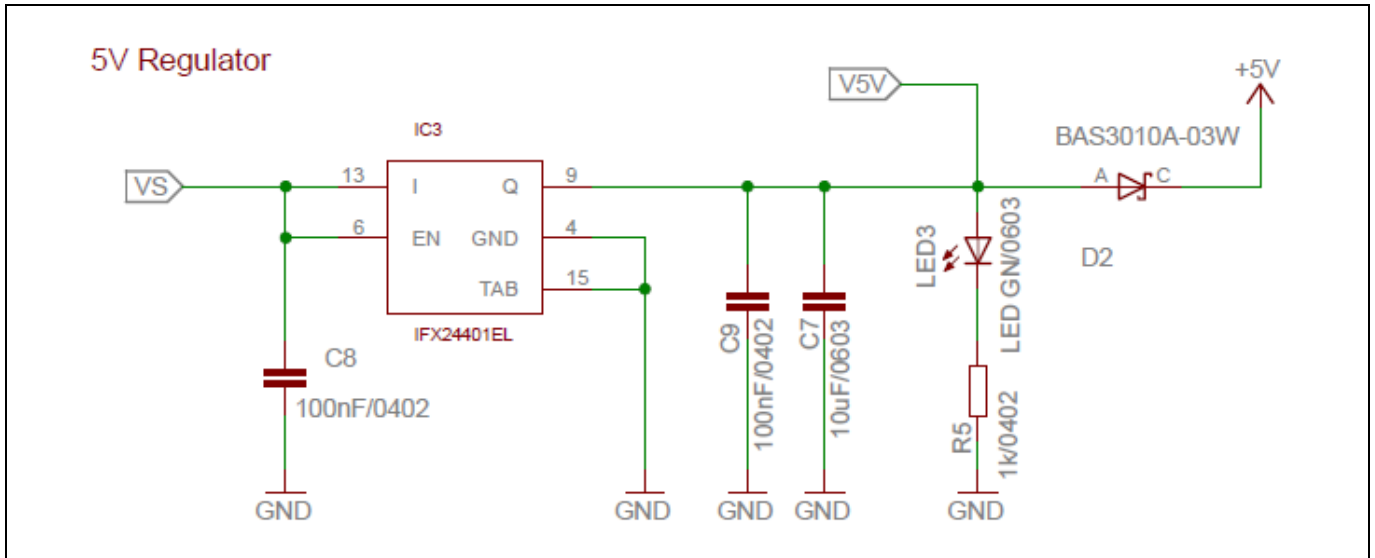 5V Regulator
V5V
+5V
IC3
BAS3010A-03W
VS
13
I
Q
9
A
C
6
EN
GND
4
TAB
15
IFX24401EL
LED3
LED GN/0603
D2
C8
100nF/0402
C9
100nF/0402
C7
10uF/0603
R5
1k/0402
GND
GND
GND
GND
GND